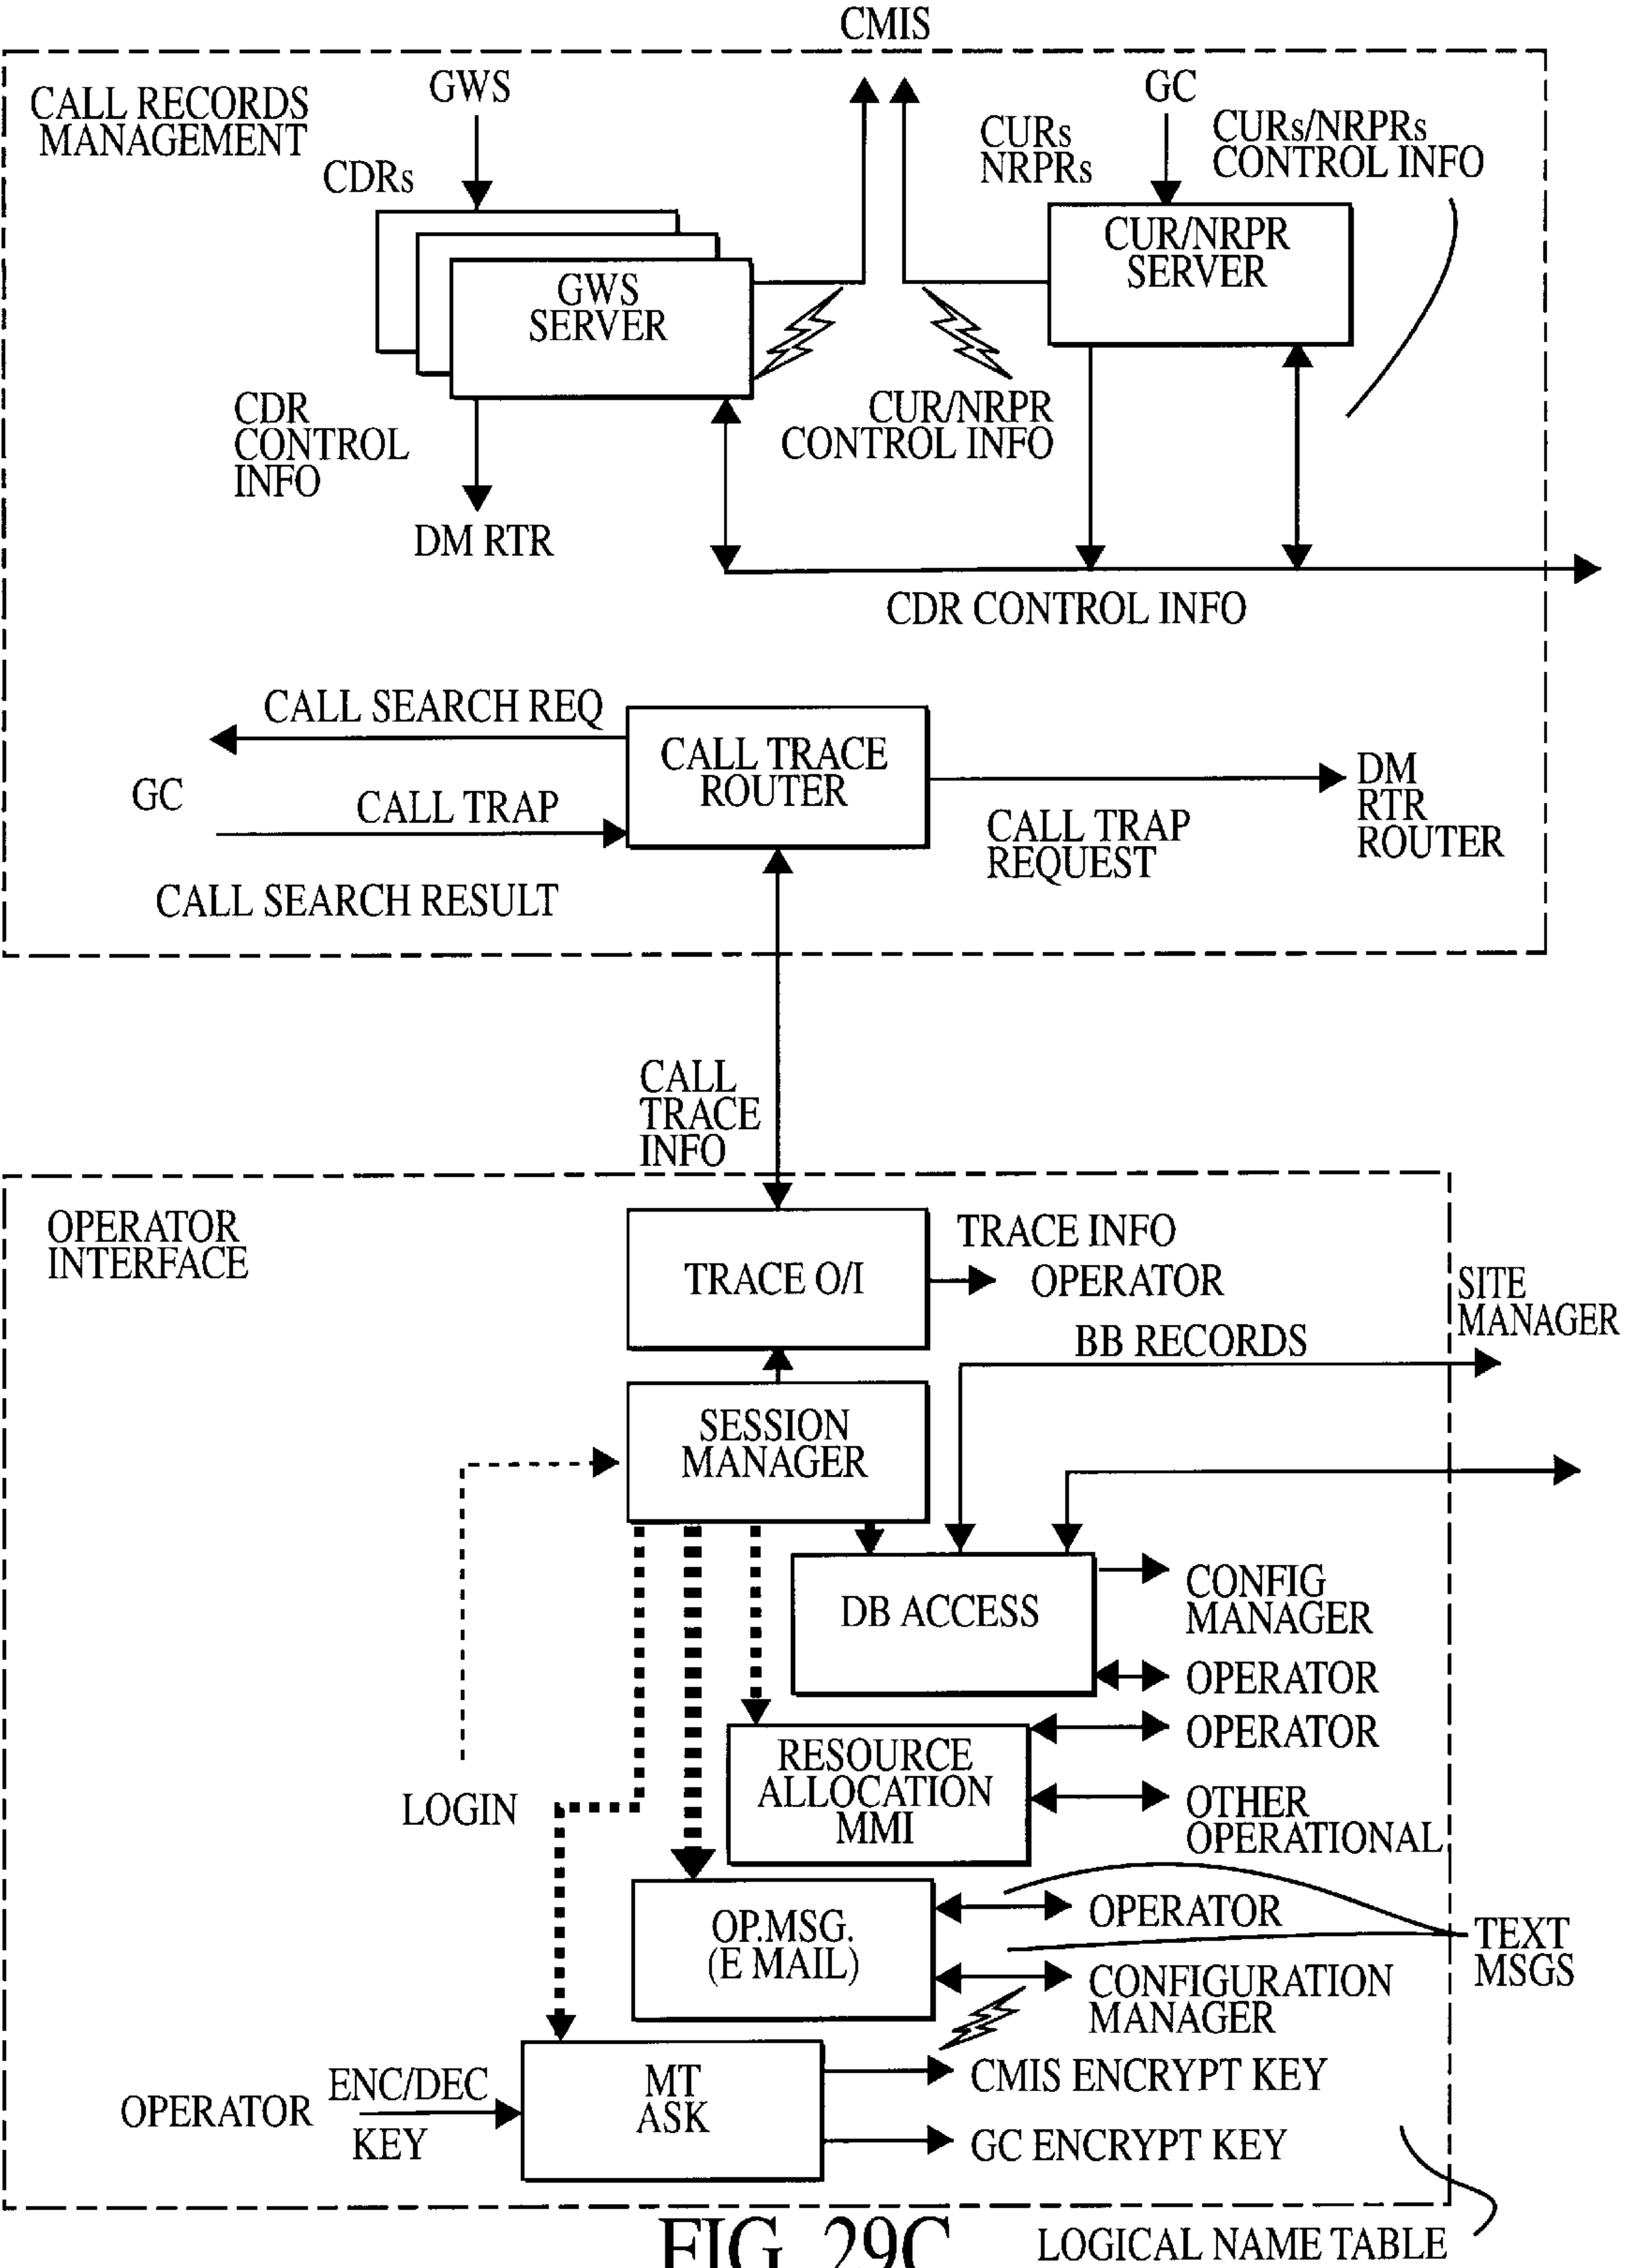 CMIS
CALL RECORDS
MANAGEMENT
GWS
CDRs
GC
CURs
NRPRs
CURs/NRPRs
CONTROL INFO
GWS
SERVER
CUR/NRPR
SERVER
CDR
CONTROL
INFO
CUR/NRPR
CONTROL INFO
DM RTR
CDR CONTROL INFO
CALL SEARCH REQ
CALL TRACE
ROUTER
GC
CALL TRAP
CALL TRAP
REQUEST
DM
RTR
ROUTER
CALL SEARCH RESULT
CALL
TRACE
INFO
OPERATOR
INTERFACE
TRACE O/I
TRACE INFO
OPERATOR
SITE
MANAGER
BB RECORDS
SESSION
MANAGER
DB ACCESS
CONFIG
MANAGER
OPERATOR
OPERATOR
RESOURCE
ALLOCATION
MMI
LOGIN
OTHER
OPERATIONAL
OP.MSG.
(E MAIL)
OPERATOR
TEXT
MSGS
CONFIGURATION
MANAGER
OPERATOR
ENC/DEC
KEY
MT
ASK
CMIS ENCRYPT KEY
GC ENCRYPT KEY
FIG. 29C
LOGICAL NAME TABLE